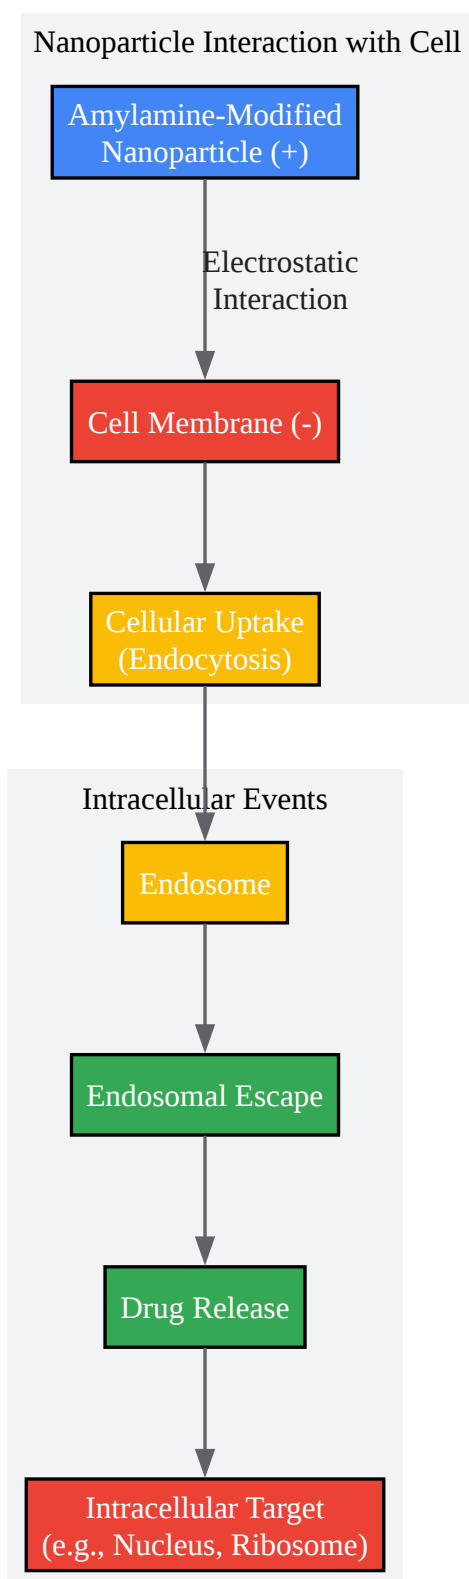 Nanoparticle Interaction with Cell
Amylamine-Modified
Nanoparticle (+)
Electrostatic
Interaction
Cell Membrane (-)
Cellular Uptake
(Endocytosis)
Intracellular Events
Endosome
Endosomal Escape
Drug Release
Intracellular Target
(e.g., Nucleus, Ribosome)